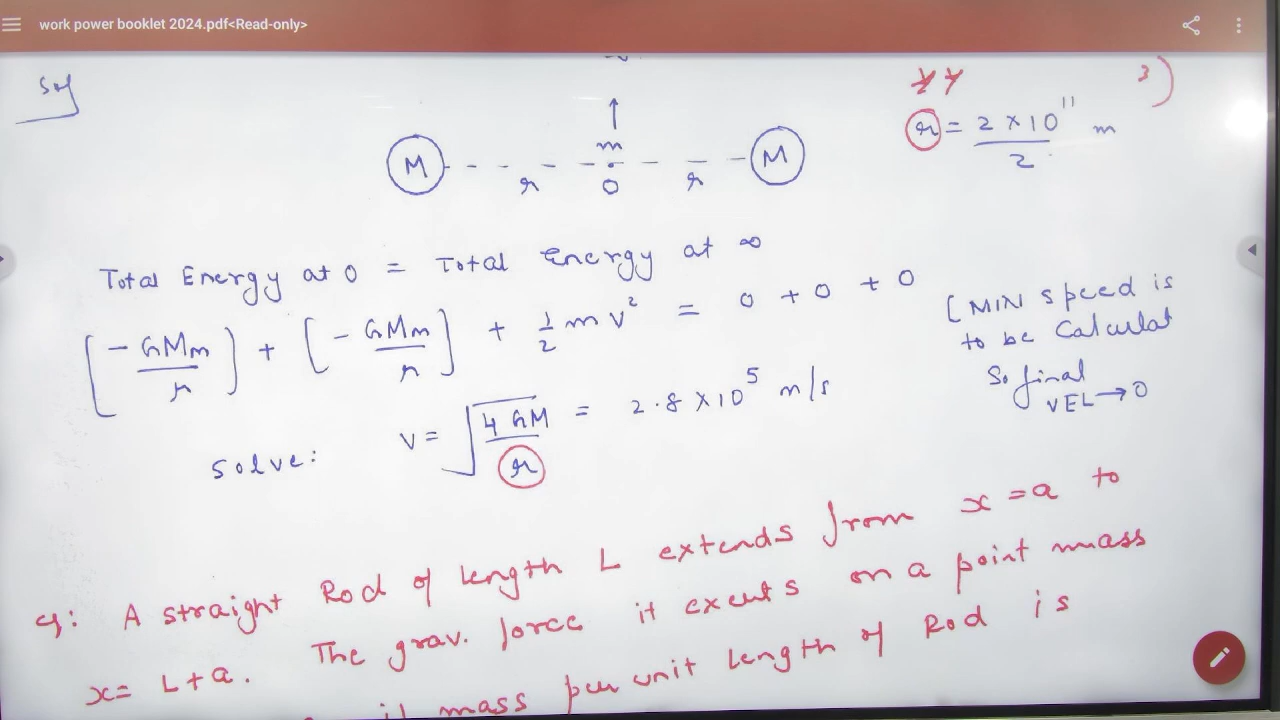 work power booklet 2024.pdf<Read-only>
Sol
M m M
r O r
r = 2 × 10^11 / 2 m
3)
Total Energy at O = Total Energy at ∞
[-GMm/r] + [-GMm/r] + 1/2 mv² = 0 + 0 + 0
[MIN speed is
to be Calculat
So final
VEL → 0
Solve: v = √(4GM/r) = 2.8 × 10^5 m/s
Q: A straight Rod of length L extends from x = a to
x = L + a. The grav. force it exerts on a point mass
if mass per unit length of Rod is